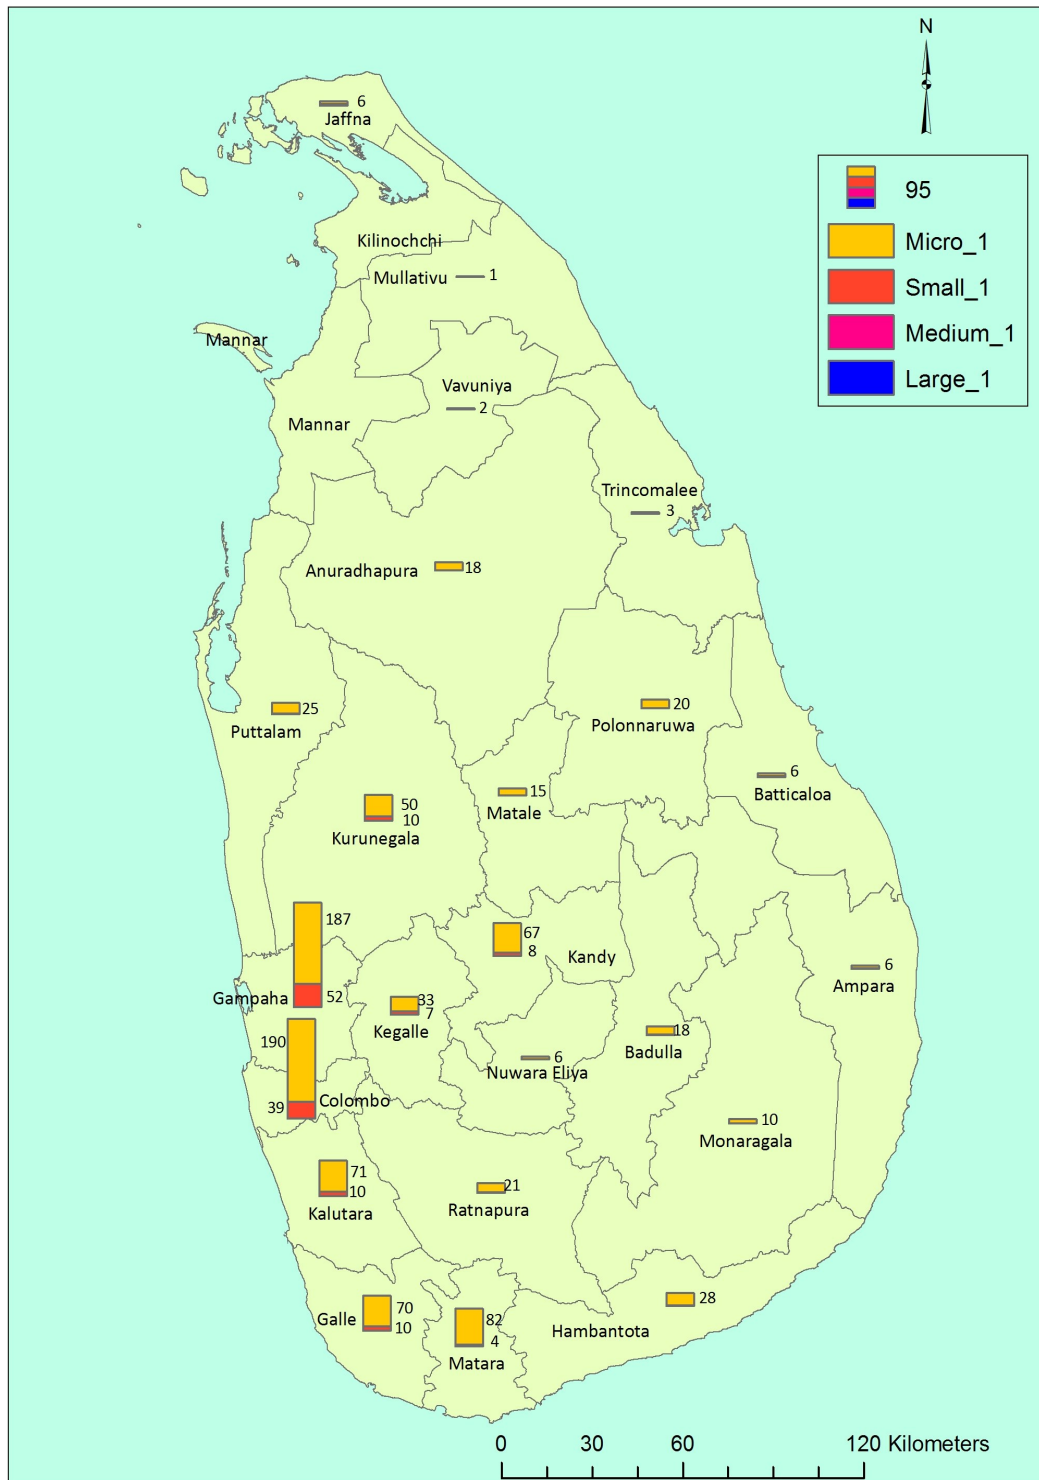 N
6
Jaffna
95
Micro_1
Small_1
Medium_1
Large_1
Kilinochchi
Mullativu
1
Mannar
Vavuniya
2
Mannar
Trincomalee
3
Anuradhapura
18
Puttalam
25
Polonnaruwa
20
Batticaloa
6
Matale
15
50
10
Kurunegala
187
Gampaha
52
67
8
Kandy
33
7
Kegalle
6
Ampara
190
39
Colombo
18
Badulla
6
Nuwara Eliya
10
Monaragala
71
10
Kalutara
21
Ratnapura
28
Hambantota
Galle
70
10
82
4
Matara
0 30 60 120 Kilometers